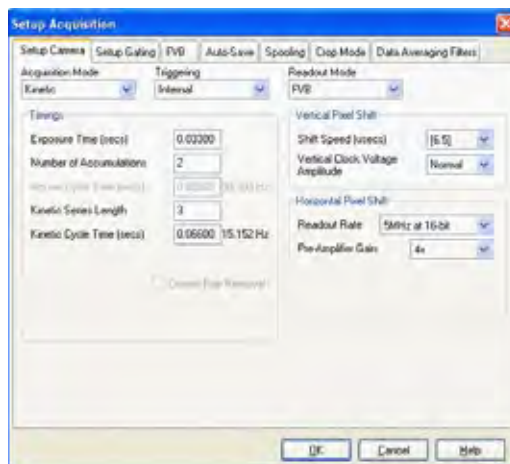 Setup Acquisition
Setup Camera Setup Gating FVB Auto-Save Spooling Crop Mode Data Averaging Filters
Acquisition Mode Triggering Readout Mode
Kinetic Internal FVB
Timings Vertical Pixel Shift
Exposure Time (secs) 0.03300 Shift Speed (usecs) [6.5]
Number of Accumulations 2 Vertical Clock Voltage Amplitude Normal
Kinetic Series Length 3 Horizontal Pixel Shift
Kinetic Cycle Time (secs) 0.06600 15.152 Hz Readout Rate 5MHz at 16-bit
Pre-Amplifier Gain 4x
OK Cancel Help